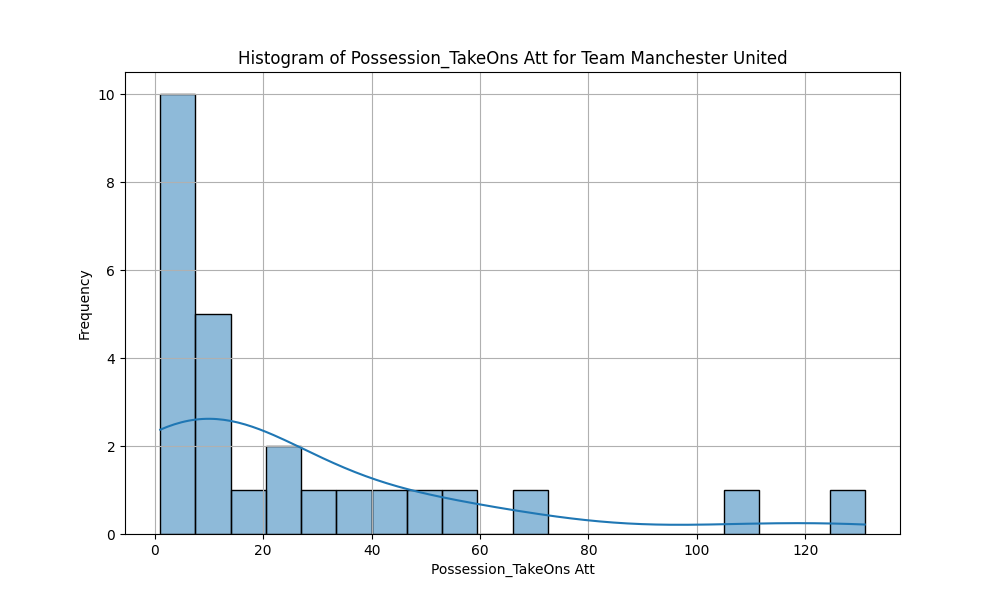 Histogram of Possession_TakeOns Att for Team Manchester United
Frequency
10
8
6
4
2
0
0 20 40 60 80 100 120
Possession_TakeOns Att